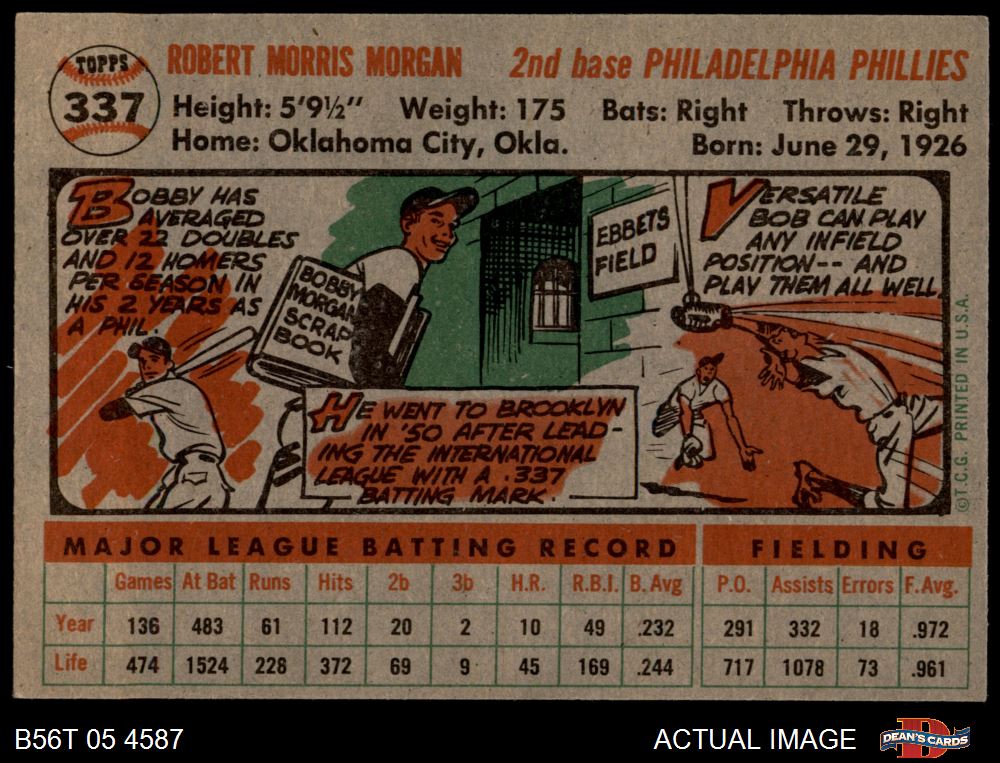 TOPPS
337
ROBERT MORRIS MORGAN 2nd base PHILADELPHIA PHILLIES
Height: 5'9½" Weight: 175 Bats: Right Throws: Right
Home: Oklahoma City, Okla. Born: June 29, 1926
BOBBY HAS
AVERAGED
OVER 22 DOUBLES
AND 12 HOMERS
PER SEASON IN
HIS 2 YEARS AS
A PHIL.
BOBBY
MORGAN
SCRAP
BOOK
EBBETS
FIELD
HE WENT TO BROOKLYN
IN '50 AFTER LEAD-
ING THE INTERNATIONAL
LEAGUE WITH A .337
BATTING MARK.
VERSATILE
BOB CAN PLAY
ANY INFIELD
POSITION-- AND
PLAY THEM ALL WELL.
©T.C.G. PRINTED IN U.S.A.
MAJOR LEAGUE BATTING RECORD FIELDING
Games At Bat Runs Hits 2b 3b H.R. R.B.I. B. Avg P.O. Assists Errors F. Avg.
Year 136 483 61 112 20 2 10 49 .232 291 332 18 .972
Life 474 1524 228 372 69 9 45 169 .244 717 1078 73 .961
B56T 05 4587 ACTUAL IMAGE DEAN'S CARDS